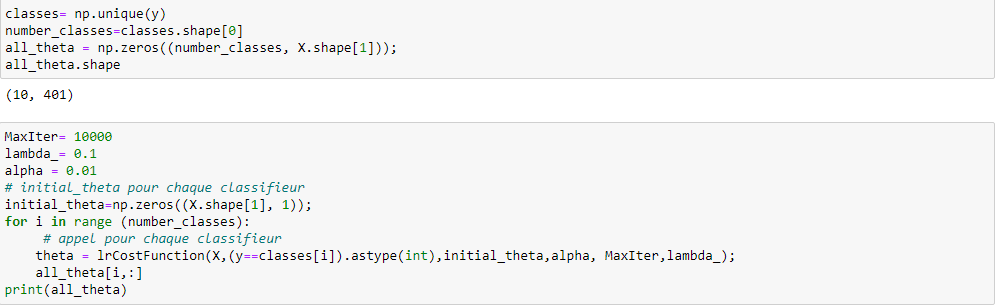 classes= np.unique(y)
number_classes=classes.shape[0]
all_theta = np.zeros((number_classes, X.shape[1]));
all_theta.shape
(10, 401)
MaxIter= 10000
lambda_= 0.1
alpha = 0.01
# initial_theta pour chaque classifieur
initial_theta=np.zeros((X.shape[1], 1));
for i in range (number_classes):
# appel pour chaque classifieur
theta = lrCostFunction(X,(y==classes[i]).astype(int),initial_theta,alpha, MaxIter,lambda_);
all_theta[i,:]
print(all_theta)